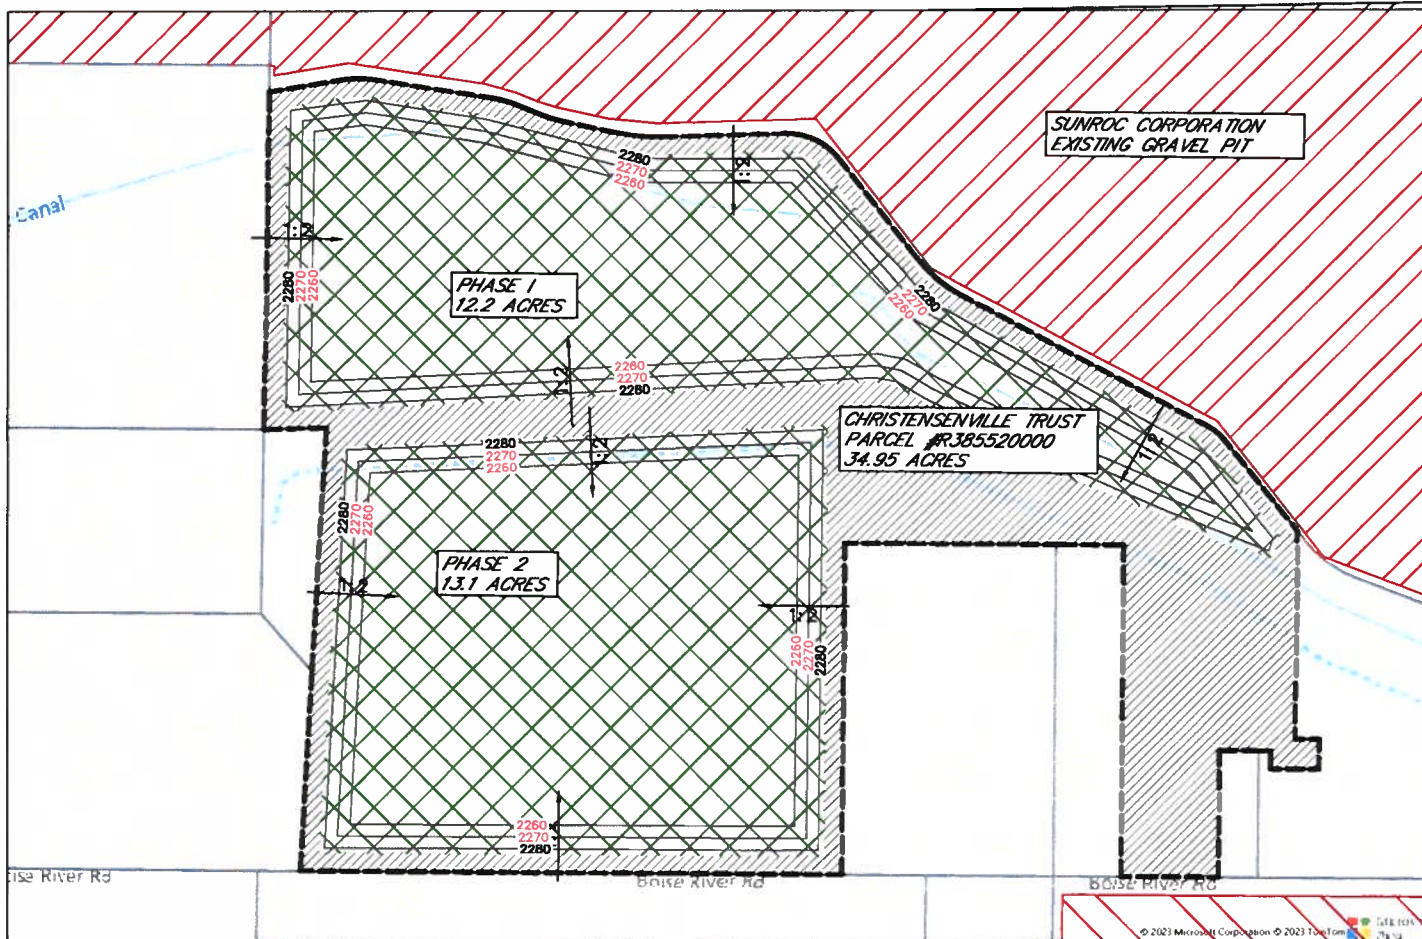 SUNROC CORPORATION
EXISTING GRAVEL PIT
Canal
2280
2270
2260
1:2
1:2
2280
2270
2260
PHASE 1
12.2 ACRES
2280
2270
2260
2260
2270
2280
1:2
CHRISTENSENVILLE TRUST
PARCEL #R385520000
34.95 ACRES
1:2
2280
2270
2260
1:2
2280
2270
2260
PHASE 2
13.1 ACRES
1:2
1:2
2260
2270
2280
2260
2270
2280
ise River Rd
Boise River Rd
Boise River Rd
© 2023 Microsoft Corporation © 2023 TomTom